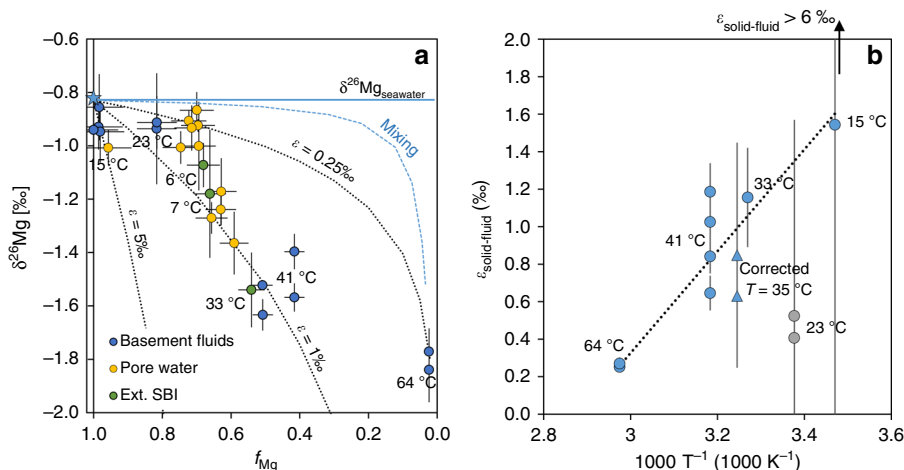 a
−0.6
−0.8
−1.0
−1.2
−1.4
−1.6
−1.8
−2.0
δ26Mg [‰]
1.0
0.8
0.6
0.4
0.2
0.0
fMg
δ26Mgseawater
Mixing
ε = 0.25‰
ε = 5‰
ε = 1‰
15 °C
23 °C
6 °C
7 °C
33 °C
41 °C
64 °C
Basement fluids
Pore water
Ext. SBI
b
εsolid-fluid > 6 ‰
2.0
1.8
1.6
1.4
1.2
1.0
0.8
0.6
0.4
0.2
0.0
εsolid-fluid (‰)
2.8
3
3.2
3.4
3.6
1000 T−1 (1000 K−1)
15 °C
33 °C
41 °C
Corrected
T = 35 °C
23 °C
64 °C